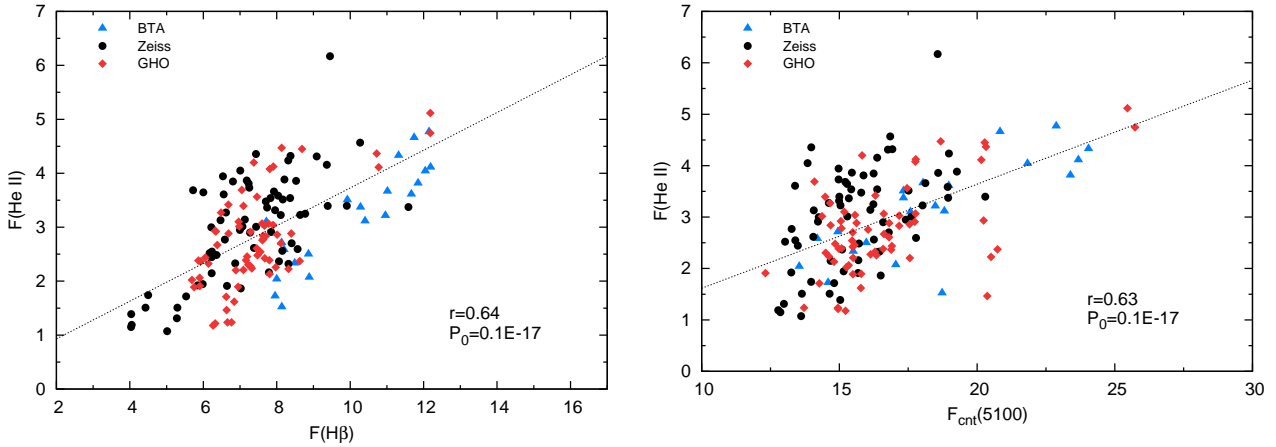 7
6
5
4
3
2
1
0
F(He II)
BTA
Zeiss
GHO
r=0.64
P₀=0.1E-17
2 4 6 8 10 12 14 16
F(Hβ)
7
6
5
4
3
2
1
0
F(He II)
BTA
Zeiss
GHO
r=0.63
P₀=0.1E-17
10 15 20 25 30
F_cnt(5100)